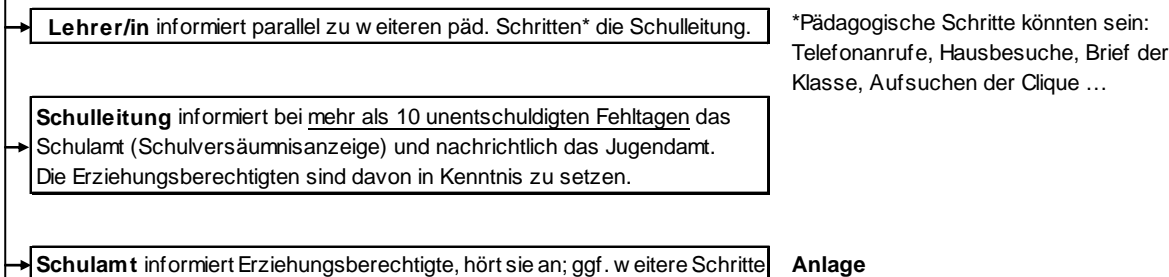 Lehrer/in informiert parallel zu weiteren päd. Schritten* die Schulleitung.
*Pädagogische Schritte könnten sein:
Telefonanrufe, Hausbesuche, Brief der
Klasse, Aufsuchen der Clique …
Schulleitung informiert bei mehr als 10 unentschuldigten Fehltagen das
Schulamt (Schulversäumnisanzeige) und nachrichtlich das Jugendamt.
Die Erziehungsberechtigten sind davon in Kenntnis zu setzen.
Schulamt informiert Erziehungsberechtigte, hört sie an; ggf. weitere Schritte
Anlage